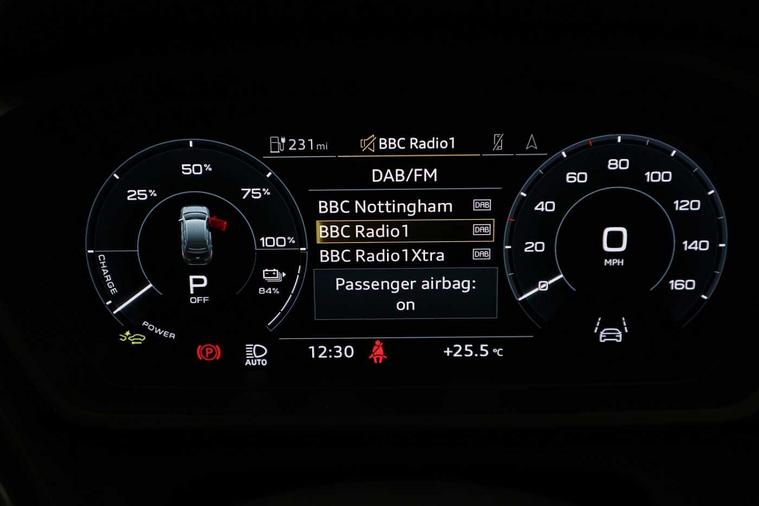 231 mi
BBC Radio1
DAB/FM
BBC Nottingham DAB
BBC Radio1 DAB
BBC Radio1Xtra DAB
Passenger airbag:
on
12:30
+25.5 °C
25%
50%
75%
100%
CHARGE
P
OFF
84%
POWER
P
AUTO
0
20
40
60
80
100
120
140
160
0
MPH